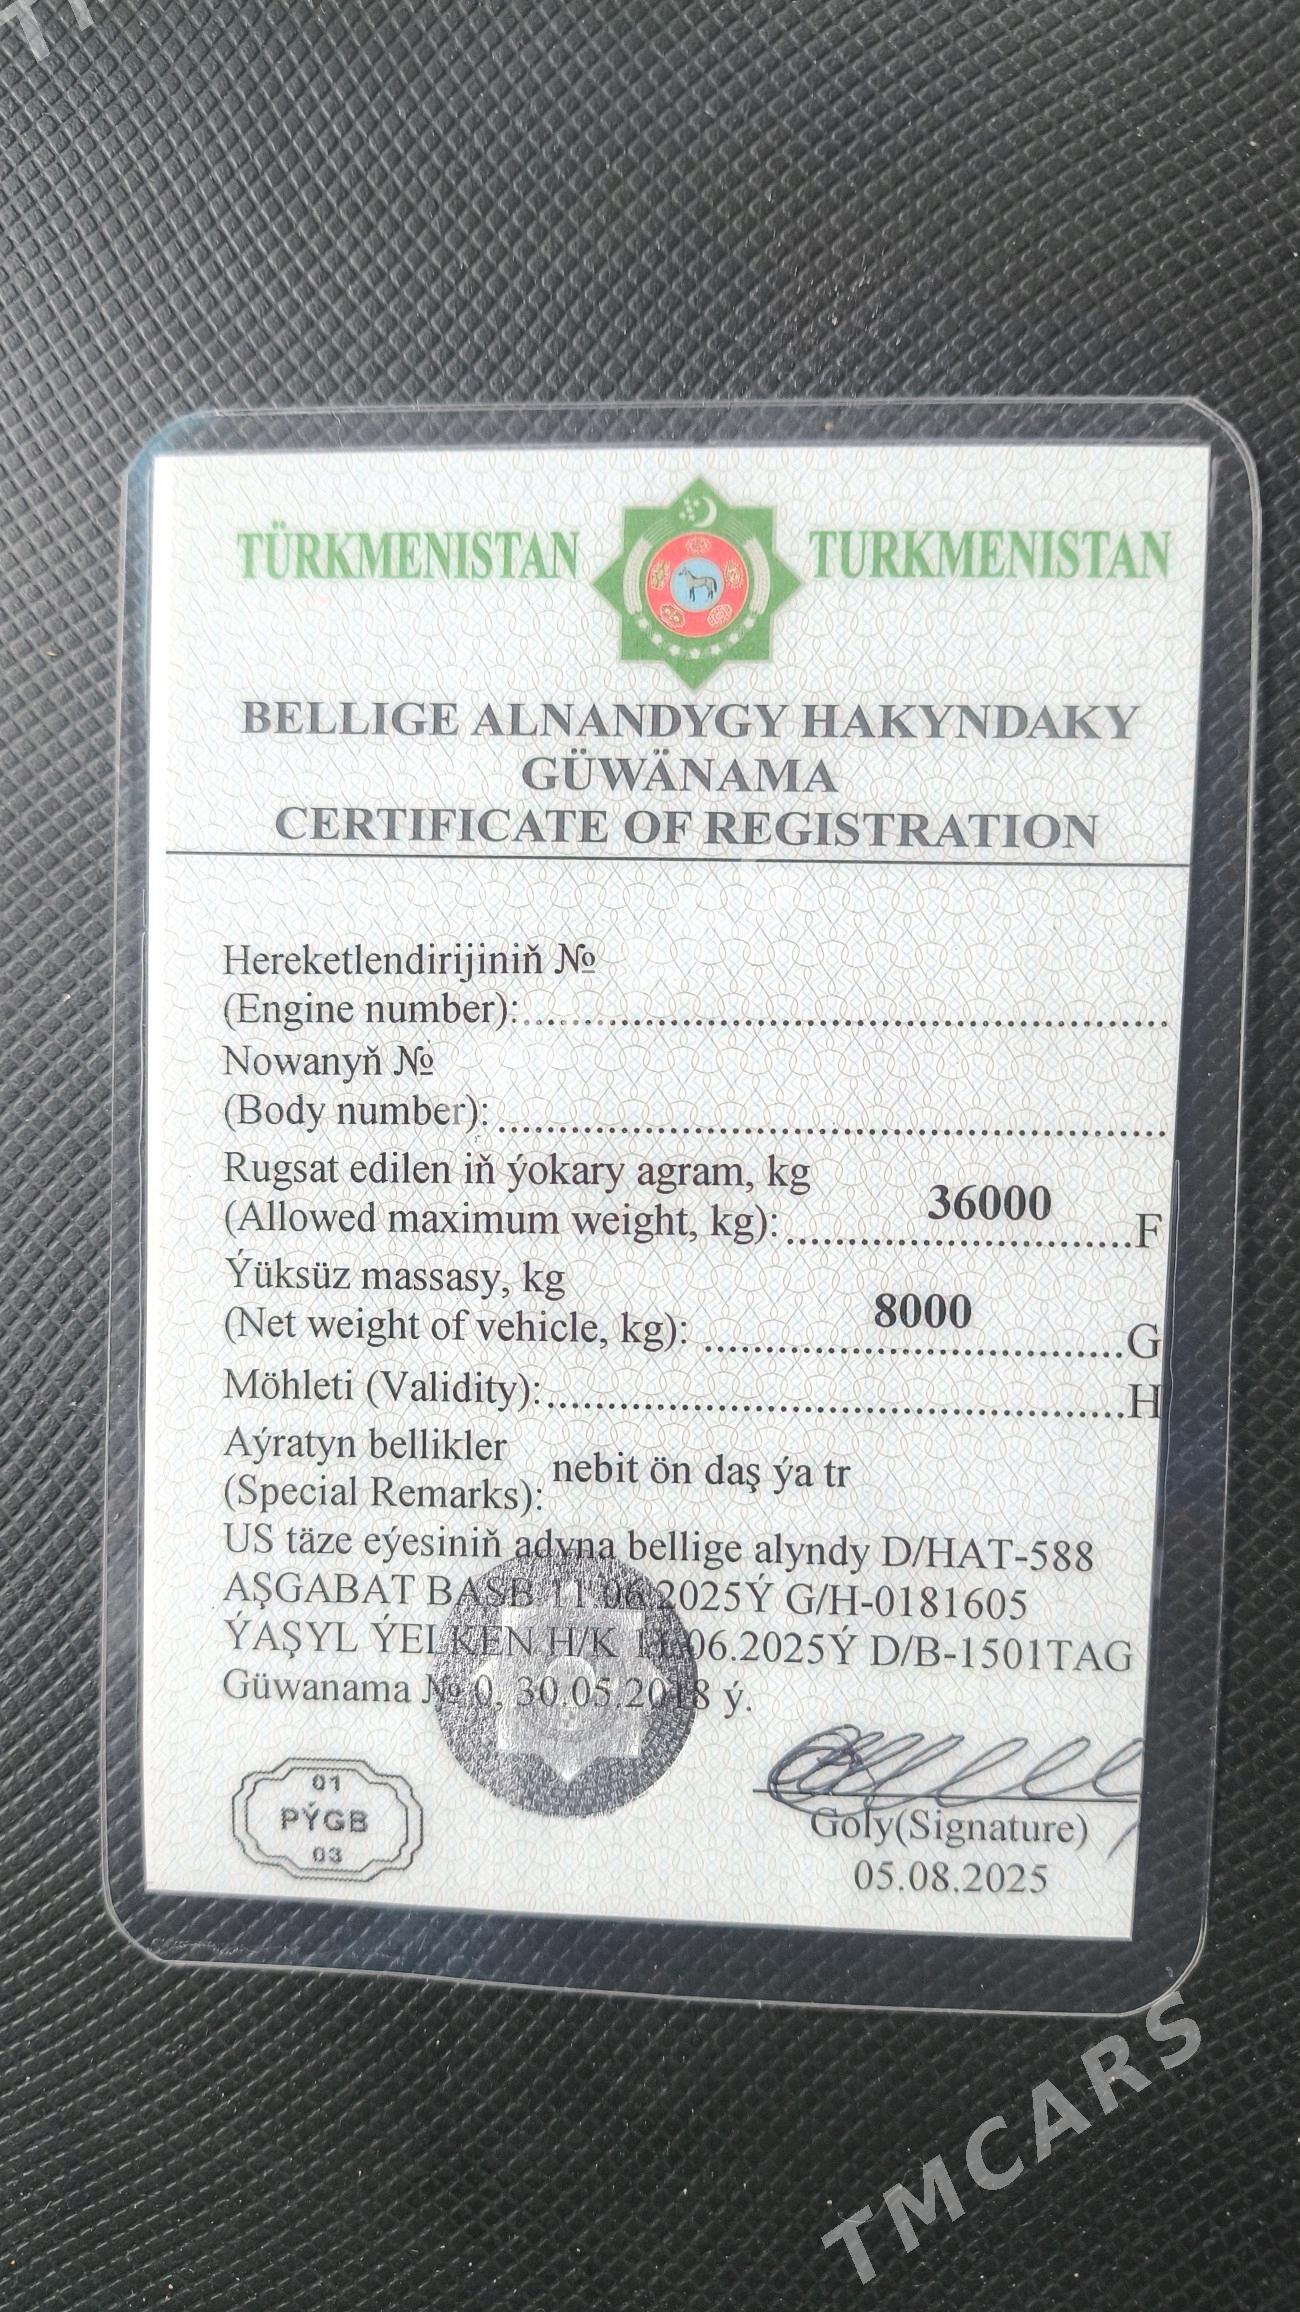 TÜRKMENISTAN TURKMENISTAN
BELLIGE ALNANDYGY HAKYNDAKY
GÜWÄNAMA
CERTIFICATE OF REGISTRATION
Hereketlendirijiniň №
(Engine number):
Nowanyň №
(Body number):
Rugsat edilen iň ýokary agram, kg
(Allowed maximum weight, kg): 36000 F
Ýüksüz massasy, kg
(Net weight of vehicle, kg): 8000 G
Möhleti (Validity): H
Aýratyn bellikler
(Special Remarks): nebit ön daş ýa tr
US täze eýesiniň adyna bellige alyndy D/HAT-588
AŞGABAT BASB 11.06.2025Ý G/H-0181605
ÝAŞYL ÝELKEN H/K 11.06.2025Ý D/B-1501TAG
Güwanama № 0, 30.05.2018 ý.
01
PÝGB
03
Goly(Signature)
05.08.2025
TMCARS